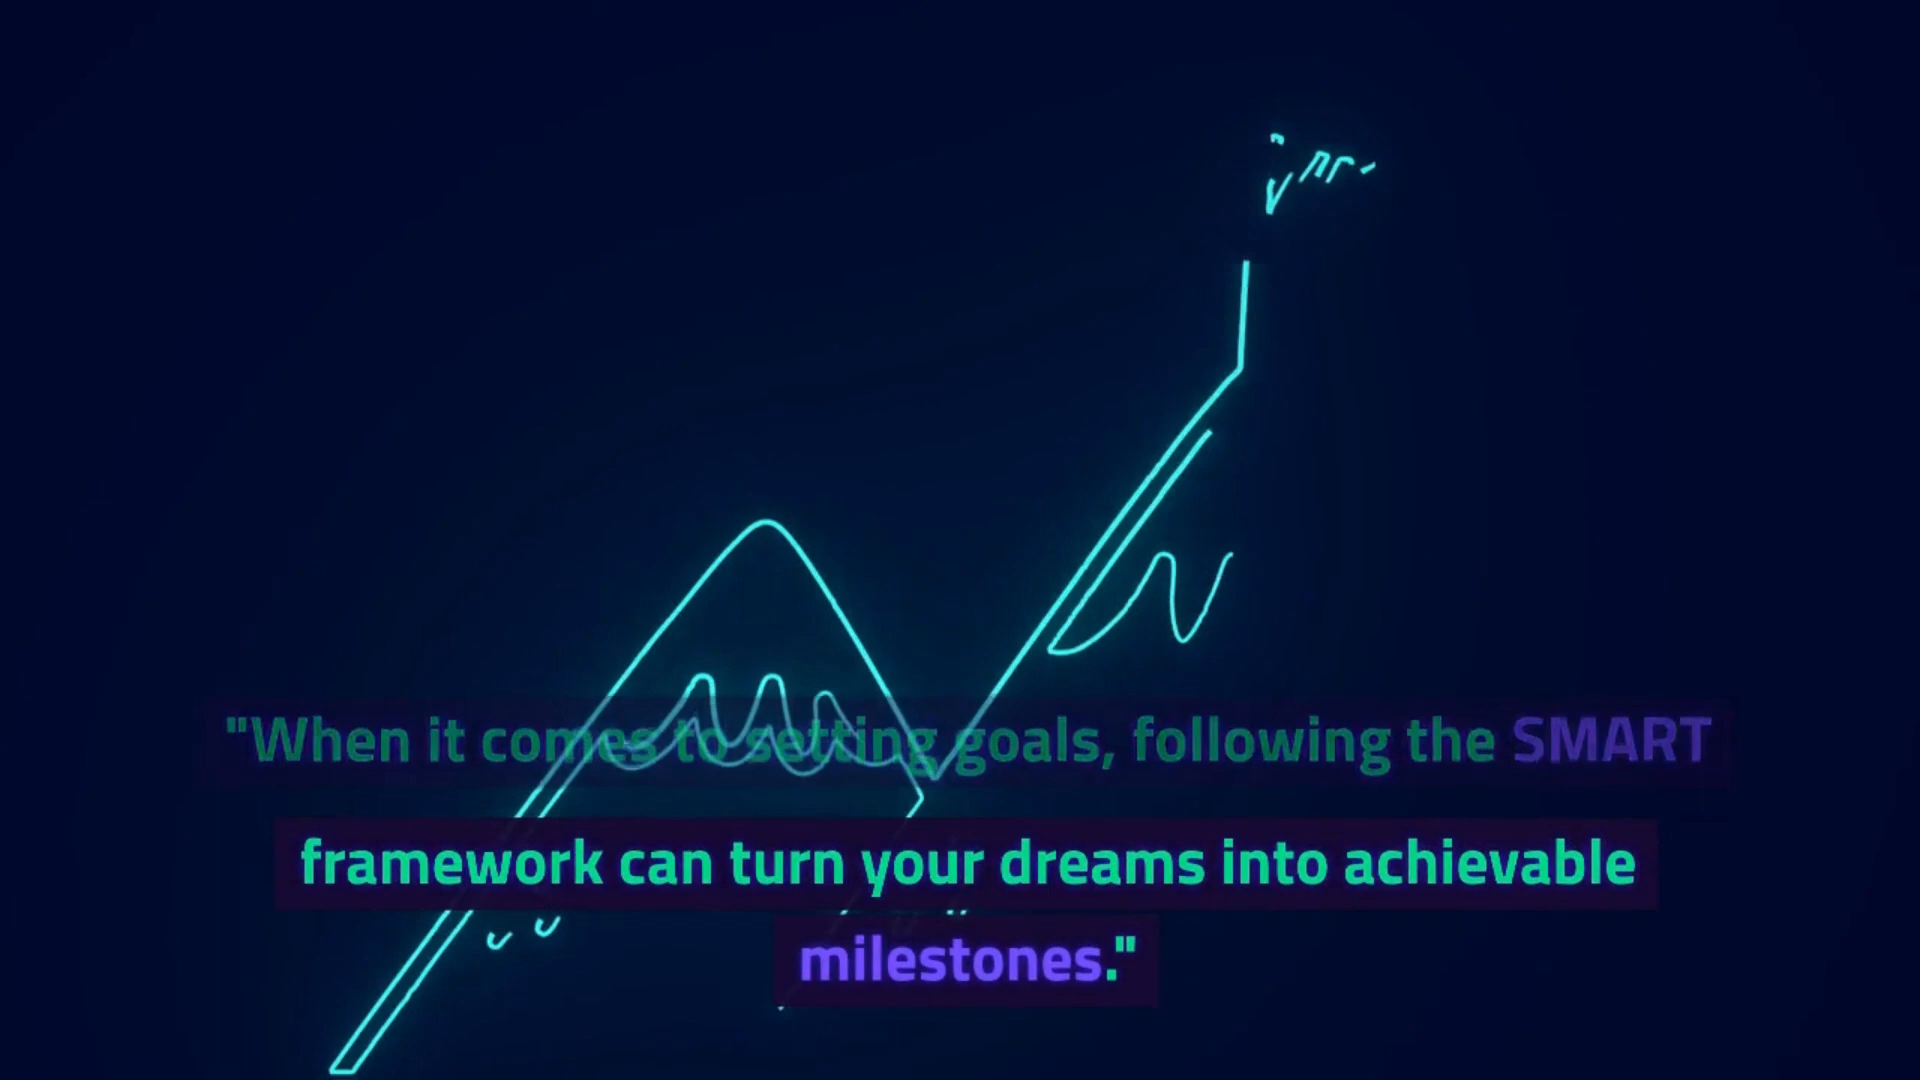 "When it comes to setting goals, following the SMART
framework can turn your dreams into achievable
milestones."